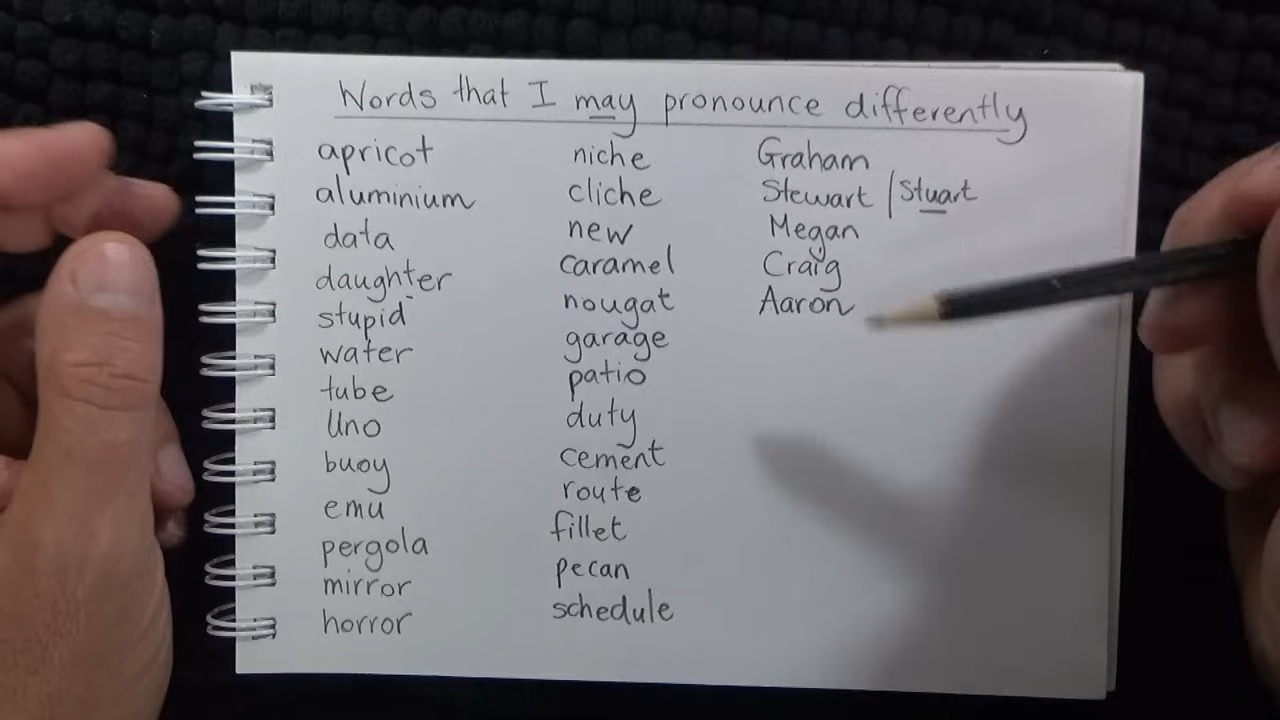 Words that I may pronounce differently
apricot
aluminium
data
daughter
stupid
water
tube
Uno
buoy
emu
pergola
mirror
horror
niche
cliche
new
caramel
nougat
garage
patio
duty
cement
route
fillet
pecan
schedule
Graham
Stewart / Stuart
Megan
Craig
Aaron